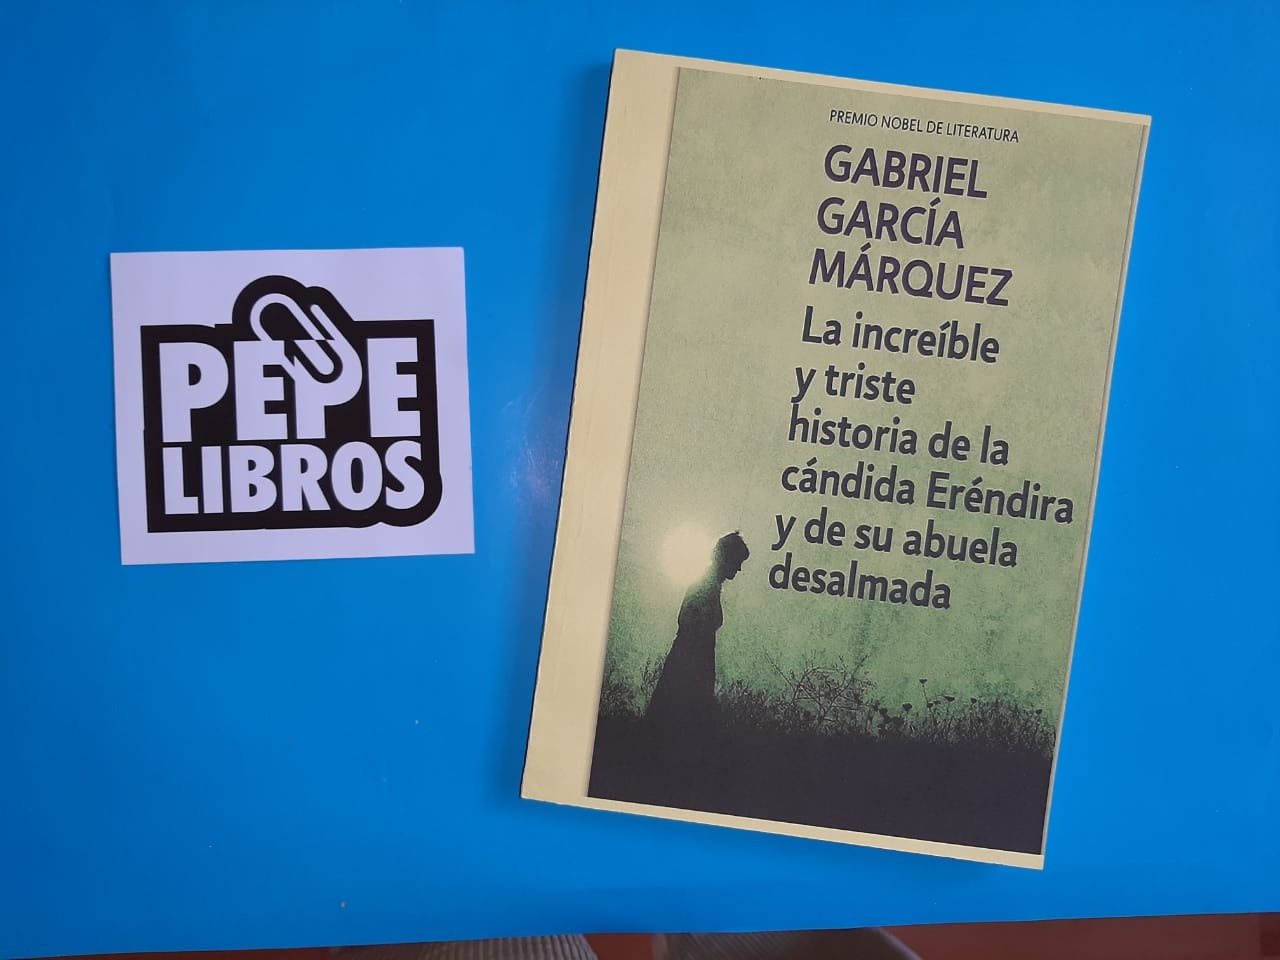 PEPE
LIBROS
PREMIO NOBEL DE LITERATURA
GABRIEL
GARCÍA
MÁRQUEZ
La increíble
y triste
historia de la
cándida Eréndira
y de su abuela
desalmada